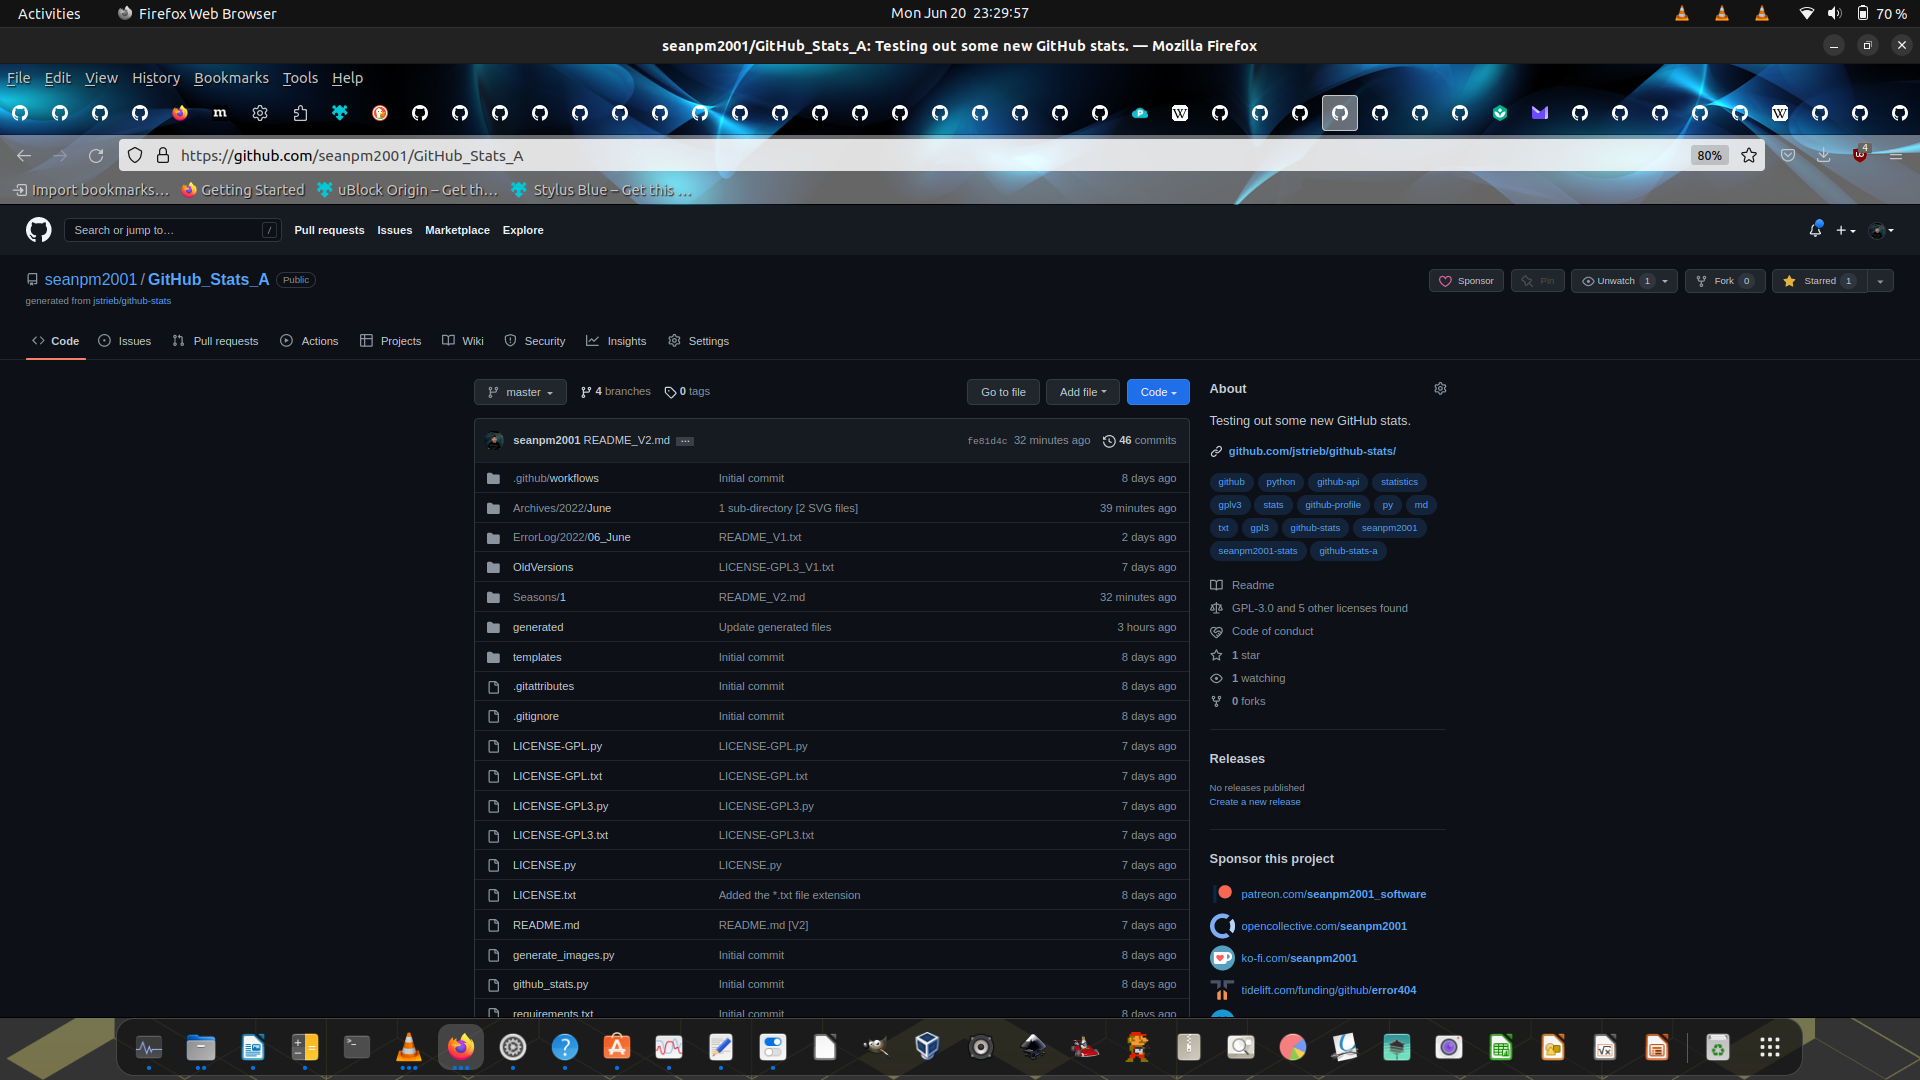 Activities
Firefox Web Browser
Mon Jun 20 23:29:57
70 %
seanpm2001/GitHub_Stats_A: Testing out some new GitHub stats. — Mozilla Firefox
File Edit View History Bookmarks Tools Help
https://github.com/seanpm2001/GitHub_Stats_A
80%
4
Import bookmarks…
Getting Started
uBlock Origin – Get th…
Stylus Blue – Get this …
Search or jump to…
/
Pull requests
Issues
Marketplace
Explore
seanpm2001 / GitHub_Stats_A
Public
generated from jstrieb/github-stats
Sponsor
Pin
Unwatch 1
Fork 0
Starred 1
Code
Issues
Pull requests
Actions
Projects
Wiki
Security
Insights
Settings
master
4 branches
0 tags
Go to file
Add file
Code
seanpm2001 README_V2.md ...
fe81d4c 32 minutes ago
46 commits
.github/workflows Initial commit 8 days ago
Archives/2022/June 1 sub-directory [2 SVG files] 39 minutes ago
ErrorLog/2022/06_June README_V1.txt 2 days ago
OldVersions LICENSE-GPL3_V1.txt 7 days ago
Seasons/1 README_V2.md 32 minutes ago
generated Update generated files 3 hours ago
templates Initial commit 8 days ago
.gitattributes Initial commit 8 days ago
.gitignore Initial commit 8 days ago
LICENSE-GPL.py LICENSE-GPL.py 7 days ago
LICENSE-GPL.txt LICENSE-GPL.txt 7 days ago
LICENSE-GPL3.py LICENSE-GPL3.py 7 days ago
LICENSE-GPL3.txt LICENSE-GPL3.txt 7 days ago
LICENSE.py LICENSE.py 7 days ago
LICENSE.txt Added the *.txt file extension 8 days ago
README.md README.md [V2] 7 days ago
generate_images.py Initial commit 8 days ago
github_stats.py Initial commit 8 days ago
requirements.txt Initial commit 8 days ago
About
Testing out some new GitHub stats.
github.com/jstrieb/github-stats/
github python github-api statistics
gplv3 stats github-profile py md
txt gpl3 github-stats seanpm2001
seanpm2001-stats github-stats-a
Readme
GPL-3.0 and 5 other licenses found
Code of conduct
1 star
1 watching
0 forks
Releases
No releases published
Create a new release
Sponsor this project
patreon.com/seanpm2001_software
opencollective.com/seanpm2001
ko-fi.com/seanpm2001
tidelift.com/funding/github/error404